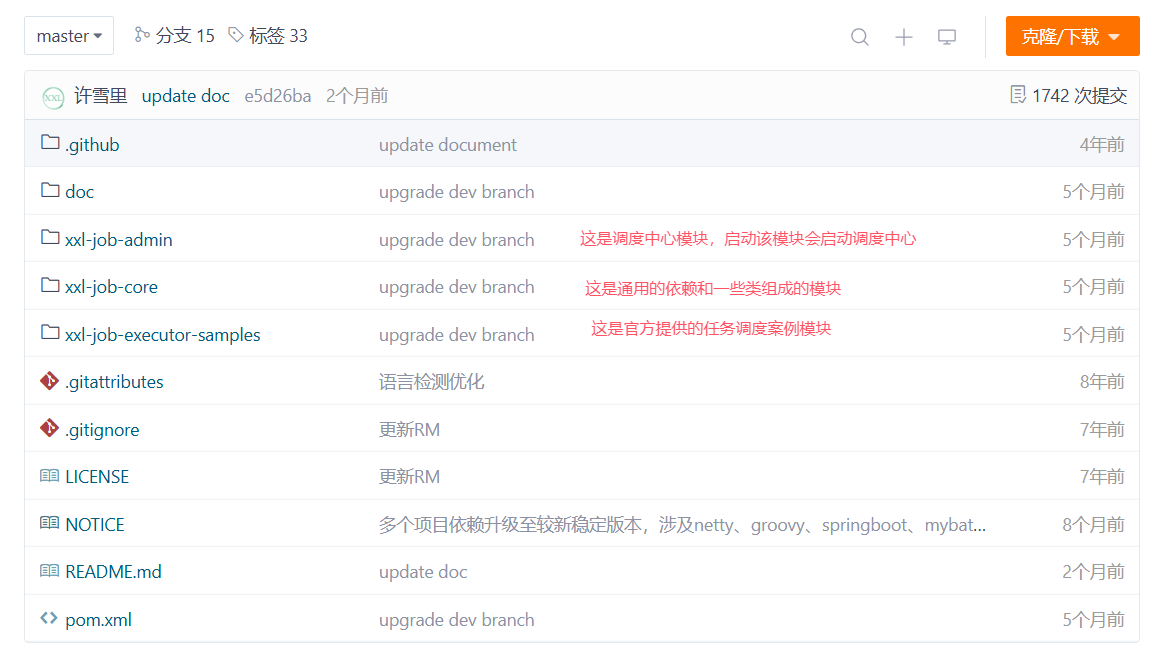 master 分支 15 标签 33 克隆/下载
XXL 许雪里 update doc e5d26ba 2个月前 1742 次提交
.github update document 4年前
doc upgrade dev branch 5个月前
xxl-job-admin upgrade dev branch 这是调度中心模块，启动该模块会启动调度中心 5个月前
xxl-job-core upgrade dev branch 这是通用的依赖和一些类组成的模块 5个月前
xxl-job-executor-samples upgrade dev branch 这是官方提供的任务调度案例模块 5个月前
.gitattributes 语言检测优化 8年前
.gitignore 更新RM 7年前
LICENSE 更新RM 7年前
NOTICE 多个项目依赖升级至较新稳定版本，涉及netty、groovy、springboot、mybat... 8个月前
README.md update doc 2个月前
pom.xml upgrade dev branch 5个月前